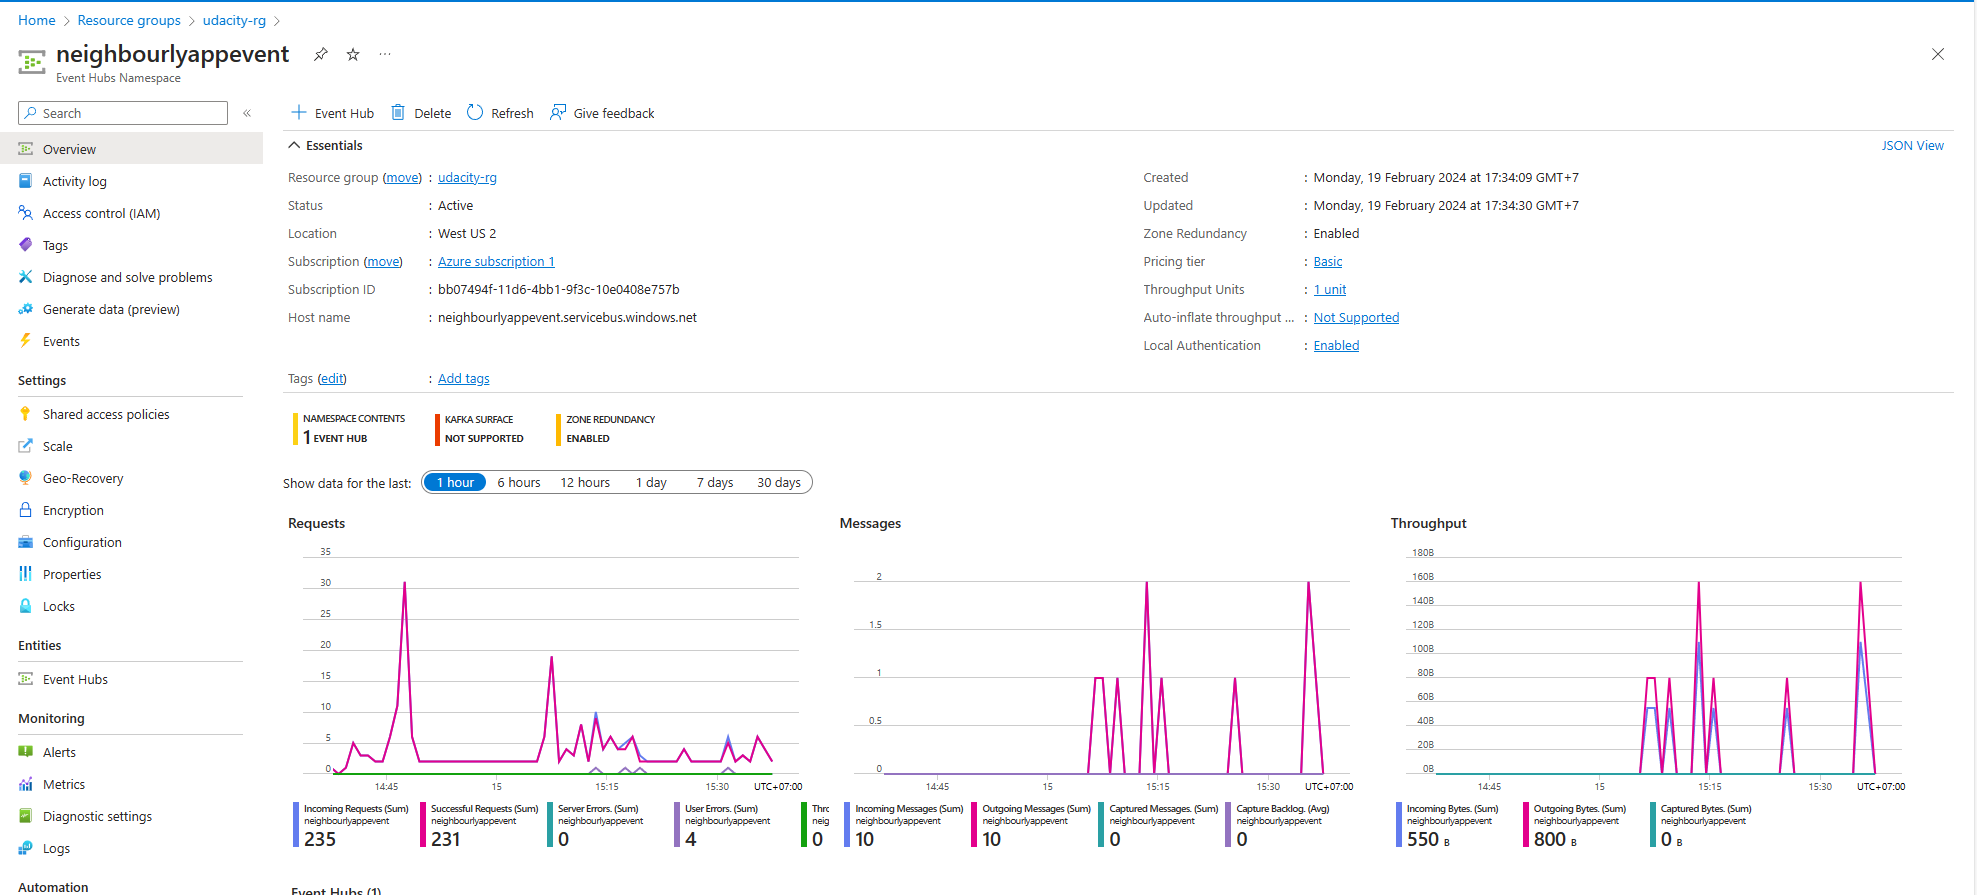 Home > Resource groups > udacity-rg >
neighbourlyappevent ...
Event Hubs Namespace
Search «
Overview
Activity log
Access control (IAM)
Tags
Diagnose and solve problems
Generate data (preview)
Events
Settings
Shared access policies
Scale
Geo-Recovery
Encryption
Configuration
Properties
Locks
Entities
Event Hubs
Monitoring
Alerts
Metrics
Diagnostic settings
Logs
Automation
Event Hub Delete Refresh Give feedback
Essentials JSON View
Resource group (move) : udacity-rg
Status : Active
Location : West US 2
Subscription (move) : Azure subscription 1
Subscription ID : bb07494f-11d6-4bb1-9f3c-10e0408e757b
Host name : neighbourlyappevent.servicebus.windows.net
Created : Monday, 19 February 2024 at 17:34:09 GMT+7
Updated : Monday, 19 February 2024 at 17:34:30 GMT+7
Zone Redundancy : Enabled
Pricing tier : Basic
Throughput Units : 1 unit
Auto-inflate throughput ... : Not Supported
Local Authentication : Enabled
Tags (edit) : Add tags
NAMESPACE CONTENTS
1 EVENT HUB
KAFKA SURFACE
NOT SUPPORTED
ZONE REDUNDANCY
ENABLED
Show data for the last: 1 hour 6 hours 12 hours 1 day 7 days 30 days
Requests
35
30
25
20
15
10
5
0
14:45 15 15:15 15:30 UTC+07:00
Incoming Requests (Sum)
neighbourlyappevent
235
Successful Requests (Sum)
neighbourlyappevent
231
Server Errors. (Sum)
neighbourlyappevent
0
User Errors. (Sum)
neighbourlyappevent
4
Thr
neig
0
Messages
2
1.5
1
0.5
0
14:45 15 15:15 15:30 UTC+07:00
Incoming Messages (Sum)
neighbourlyappevent
10
Outgoing Messages (Sum)
neighbourlyappevent
10
Captured Messages. (Sum)
neighbourlyappevent
0
Capture Backlog. (Avg)
neighbourlyappevent
0
Throughput
180B
160B
140B
120B
100B
80B
60B
40B
20B
0B
14:45 15 15:15 15:30 UTC+07:00
Incoming Bytes. (Sum)
neighbourlyappevent
550 B
Outgoing Bytes. (Sum)
neighbourlyappevent
800 B
Captured Bytes. (Sum)
neighbourlyappevent
0 B
Event Hubs (1)